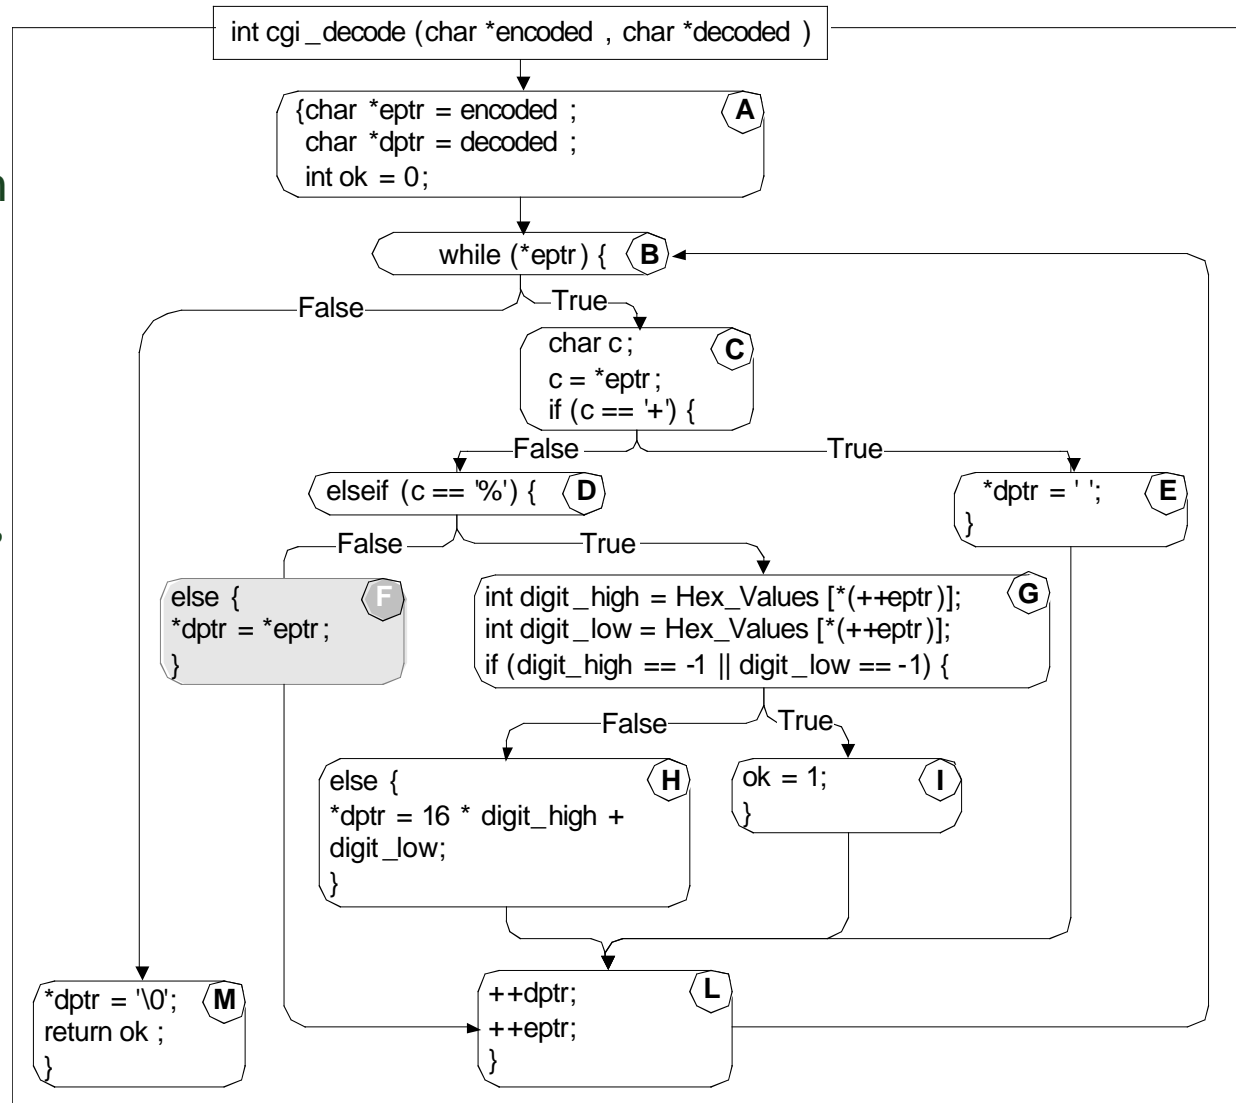 int cgi_decode (char *encoded , char *decoded )
{char *eptr = encoded ;
char *dptr = decoded ;
int ok = 0;
A
while (*eptr) {
B
False
True
char c;
c = *eptr;
if (c == '+') {
C
False
True
elseif (c == '%') {
D
*dptr = ' ';
}
E
False
True
else {
*dptr = *eptr;
}
F
int digit_high = Hex_Values [*(++eptr)];
int digit_low = Hex_Values [*(++eptr)];
if (digit_high == -1 || digit_low == -1) {
G
False
True
else {
*dptr = 16 * digit_high +
digit_low;
}
H
ok = 1;
}
I
*dptr = '\0';
return ok ;
}
M
++dptr;
++eptr;
}
L